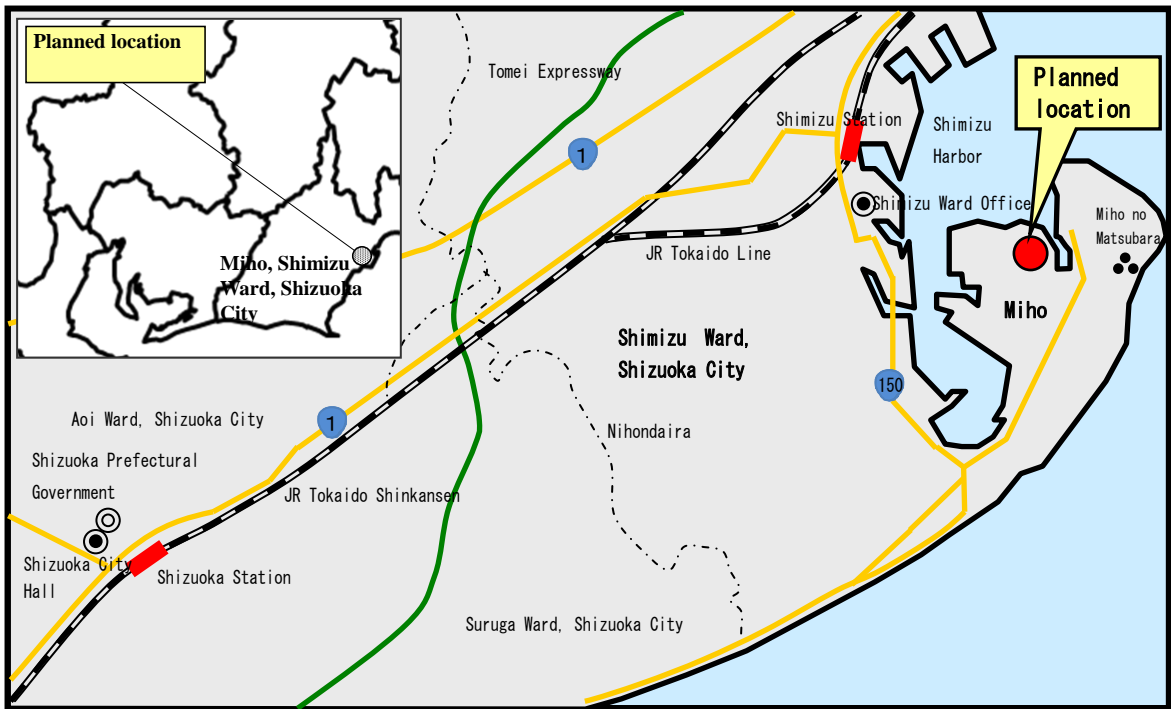 Planned location
Miho, Shimizu
Ward, Shizuoka
City
Tomei Expressway
1
Shimizu Station
Shimizu
Harbor
Planned
location
Shimizu Ward Office
Miho no
Matsubara
JR Tokaido Line
Miho
Shimizu Ward,
Shizuoka City
150
1
Aoi Ward, Shizuoka City
Nihondaira
Shizuoka Prefectural
Government
JR Tokaido Shinkansen
Shizuoka City
Hall
Shizuoka Station
Suruga Ward, Shizuoka City